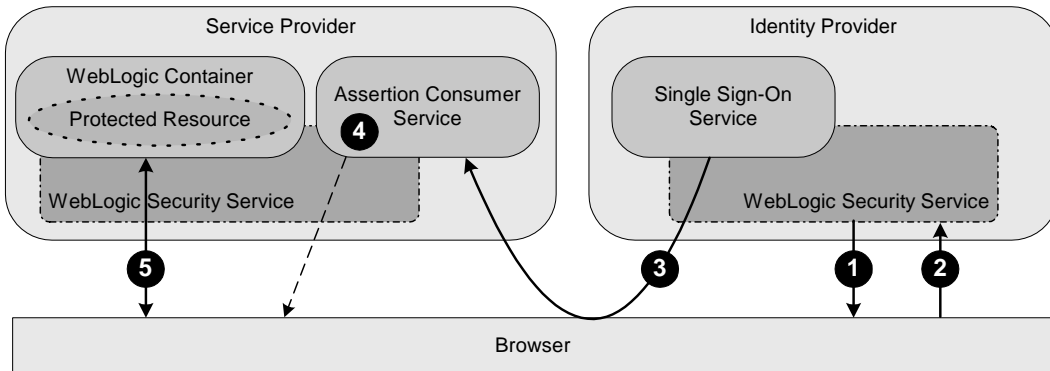 Service Provider
WebLogic Container
Protected Resource
Assertion Consumer
Service
4
WebLogic Security Service
Identity Provider
Single Sign-On
Service
WebLogic Security Service
5
3
1
2
Browser